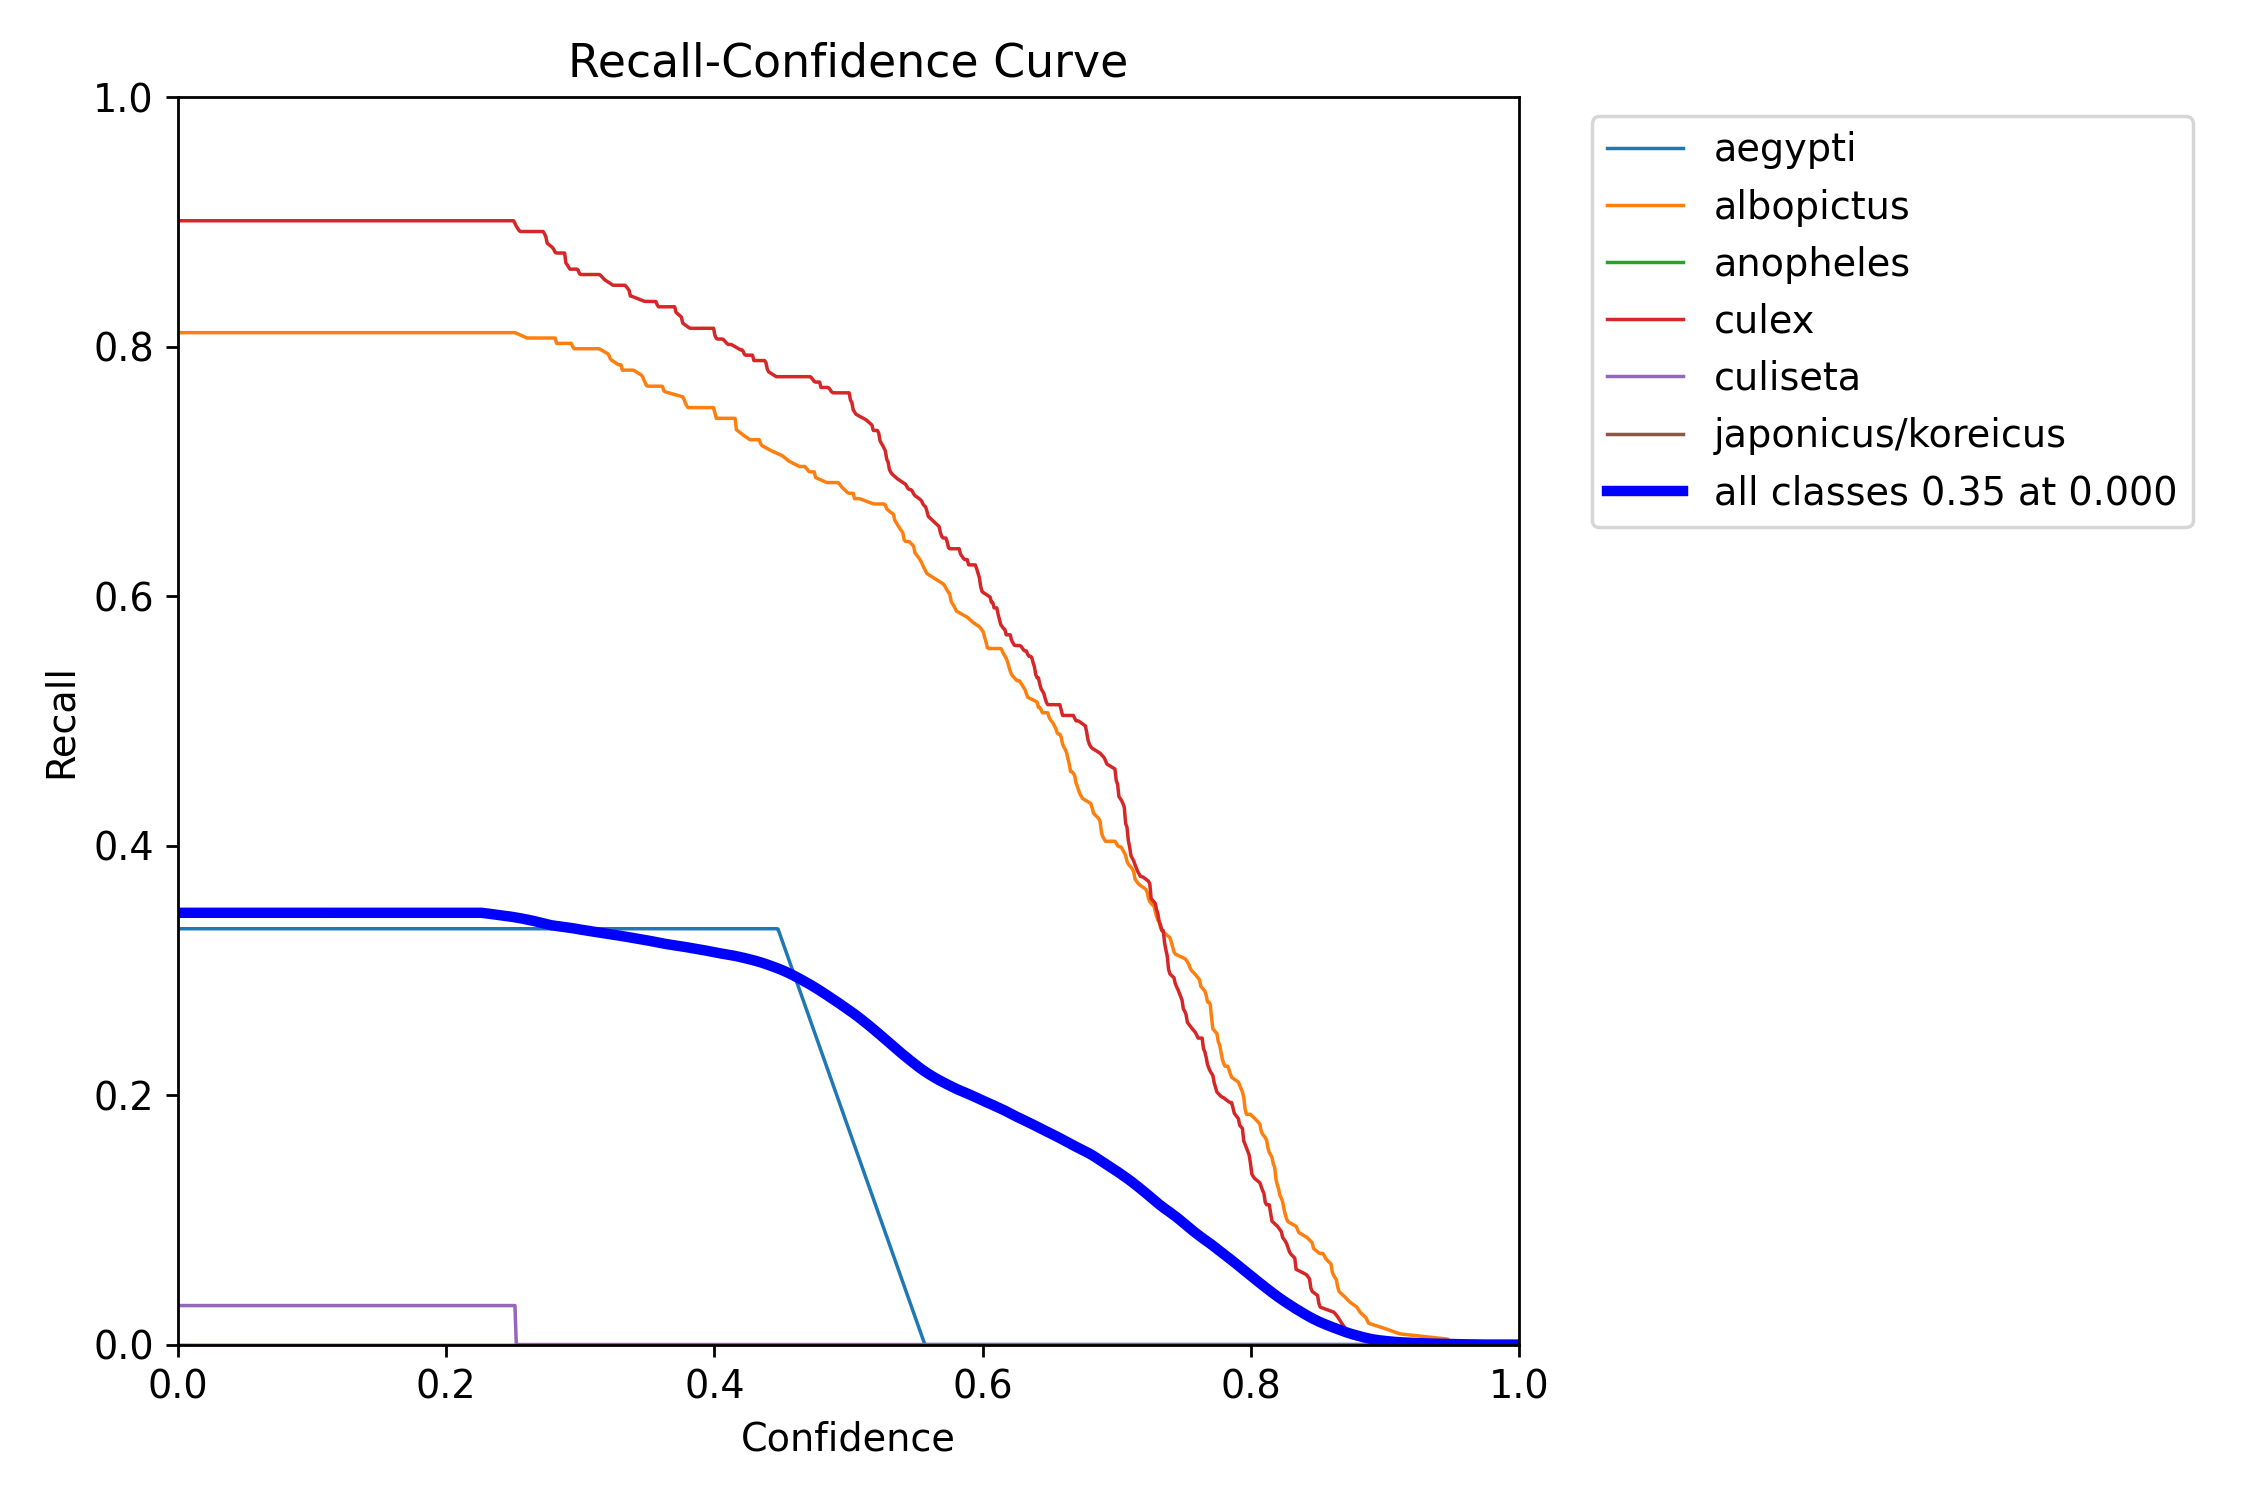 Recall-Confidence Curve
1.0
0.8
0.6
0.4
0.2
0.0
Recall
0.0 0.2 0.4 0.6 0.8 1.0
Confidence
aegypti
albopictus
anopheles
culex
culiseta
japonicus/koreicus
all classes 0.35 at 0.000